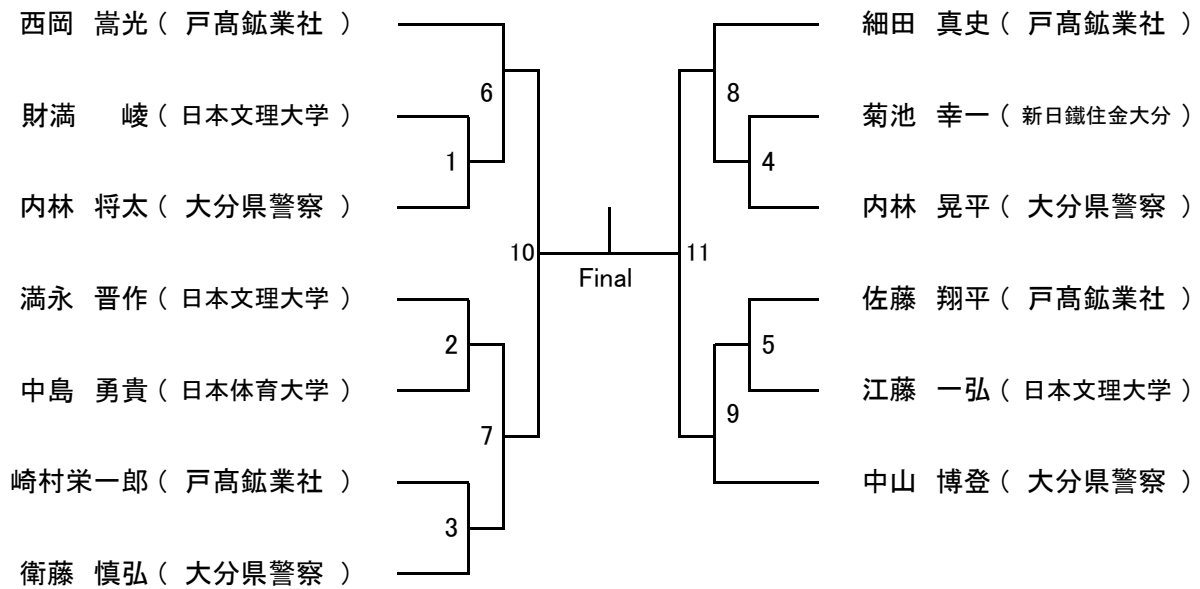 西岡 嵩光 ( 戸髙鉱業社 )
6
財満 崚 ( 日本文理大学 )
1
内林 将太 ( 大分県警察 )
10
満永 晋作 ( 日本文理大学 )
2
中島 勇貴 ( 日本体育大学 )
7
崎村栄一郎 ( 戸髙鉱業社 )
3
衛藤 慎弘 ( 大分県警察 )
Final
細田 真史 ( 戸髙鉱業社 )
8
菊池 幸一 ( 新日鐵住金大分 )
4
内林 晃平 ( 大分県警察 )
11
佐藤 翔平 ( 戸髙鉱業社 )
5
江藤 一弘 ( 日本文理大学 )
9
中山 博登 ( 大分県警察 )